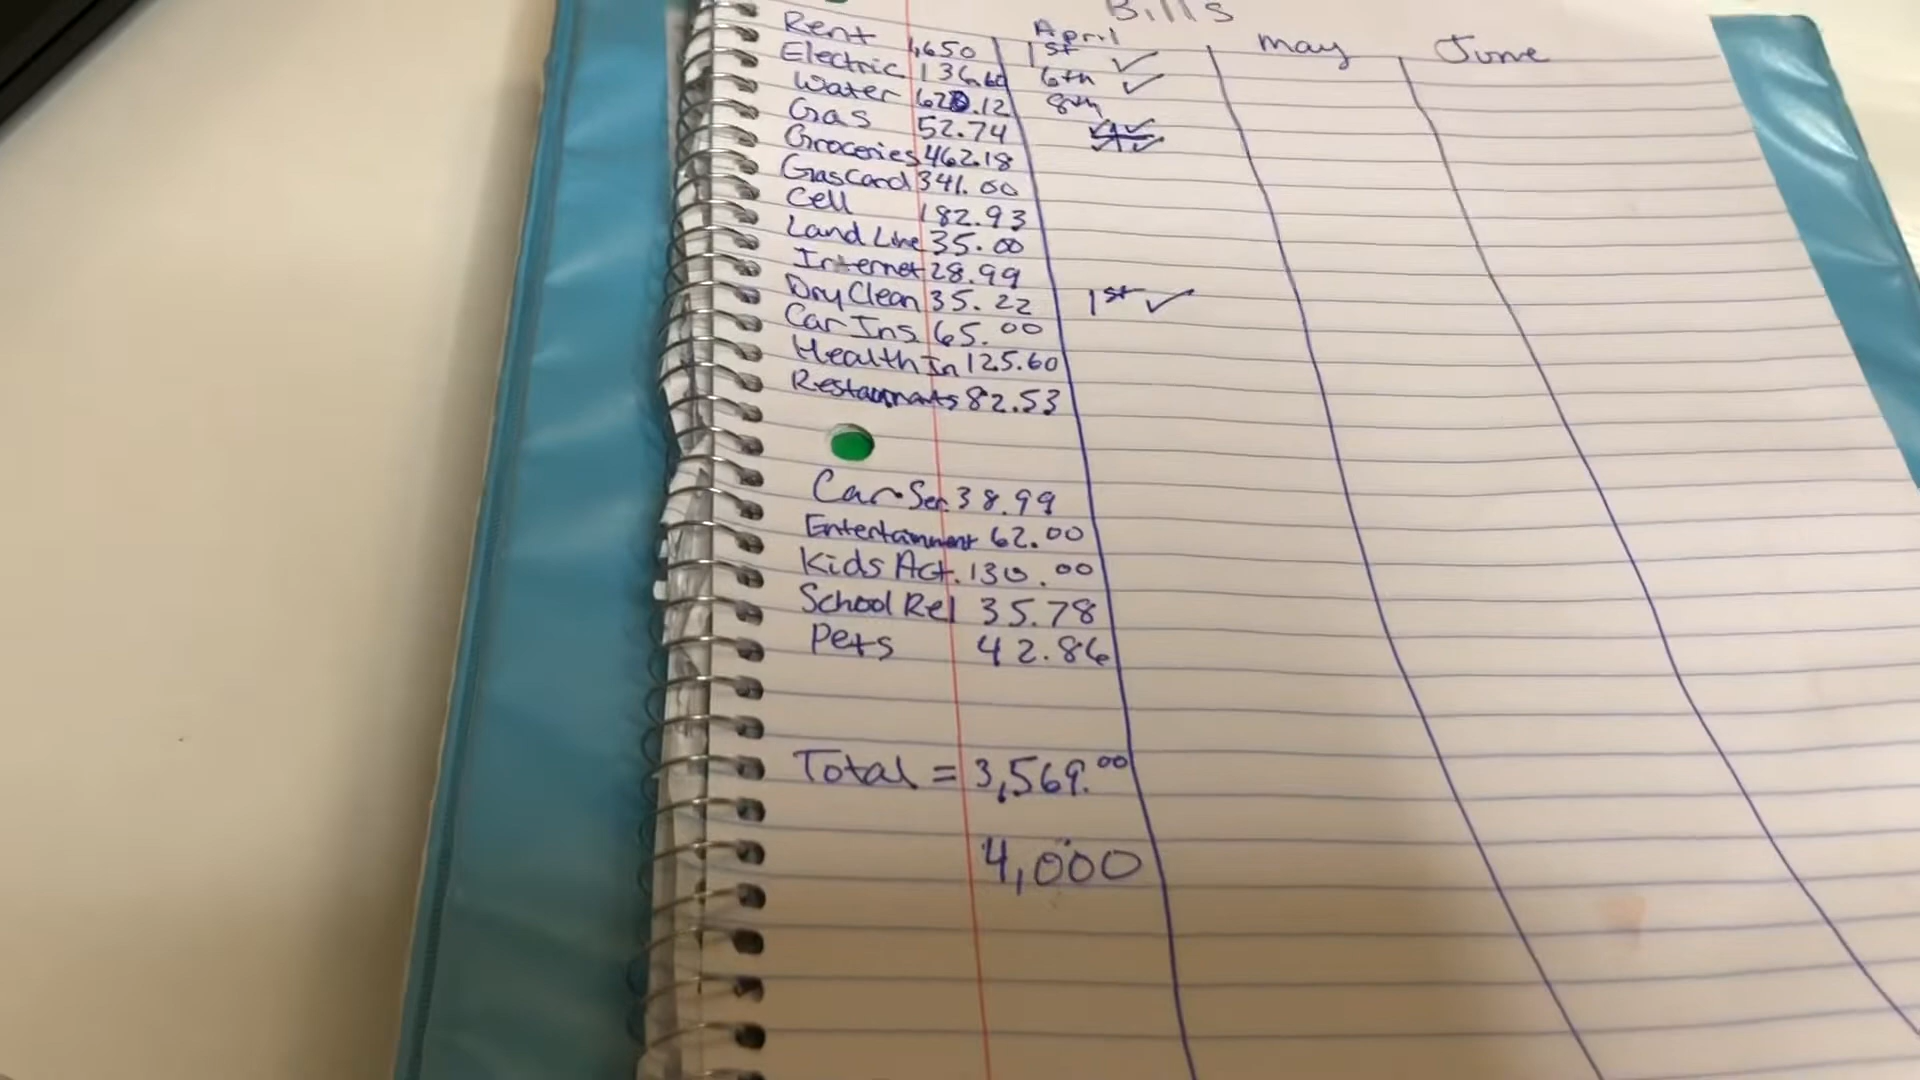 Bills
April May June
Rent 1,650 1st ✓
Electric 136.60 6th ✓
Water 62.12 8th
Gas 52.74
Groceries 462.18
Gas Card 341.00
Cell 182.93
Land Line 35.00
Internet 28.99
Dry Clean 35.22 1st ✓
Car Ins 65.00
Health In 125.60
Restaurants 82.53
Car Ser. 38.99
Entertainment 62.00
Kids Act. 130.00
School Rel 35.78
Pets 42.86
Total = 3,569.00
4,000